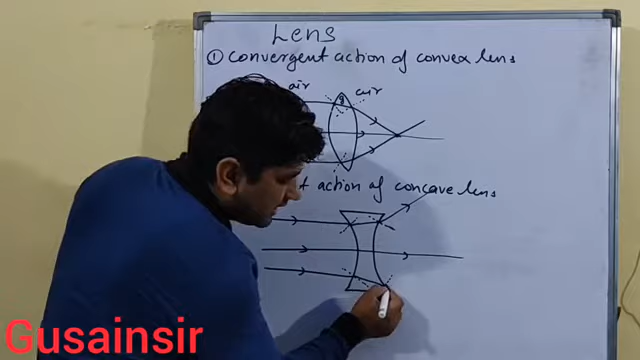 Lens
① convergent action of convex lens
air air
g
action of concave lens
Gusainsir